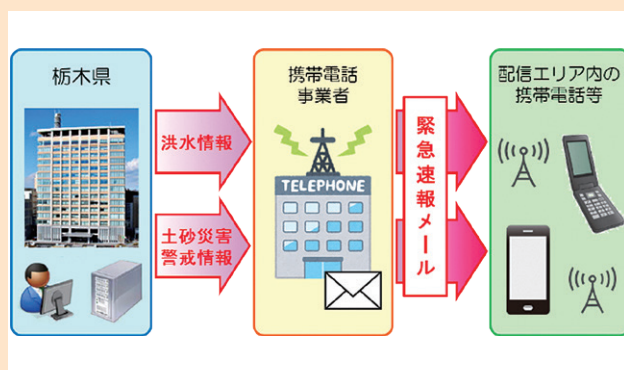 栃木県
洪水情報
土砂災害
警戒情報
携帯電話
事業者
TELEPHONE
緊急速報メール
配信エリア内の
携帯電話等